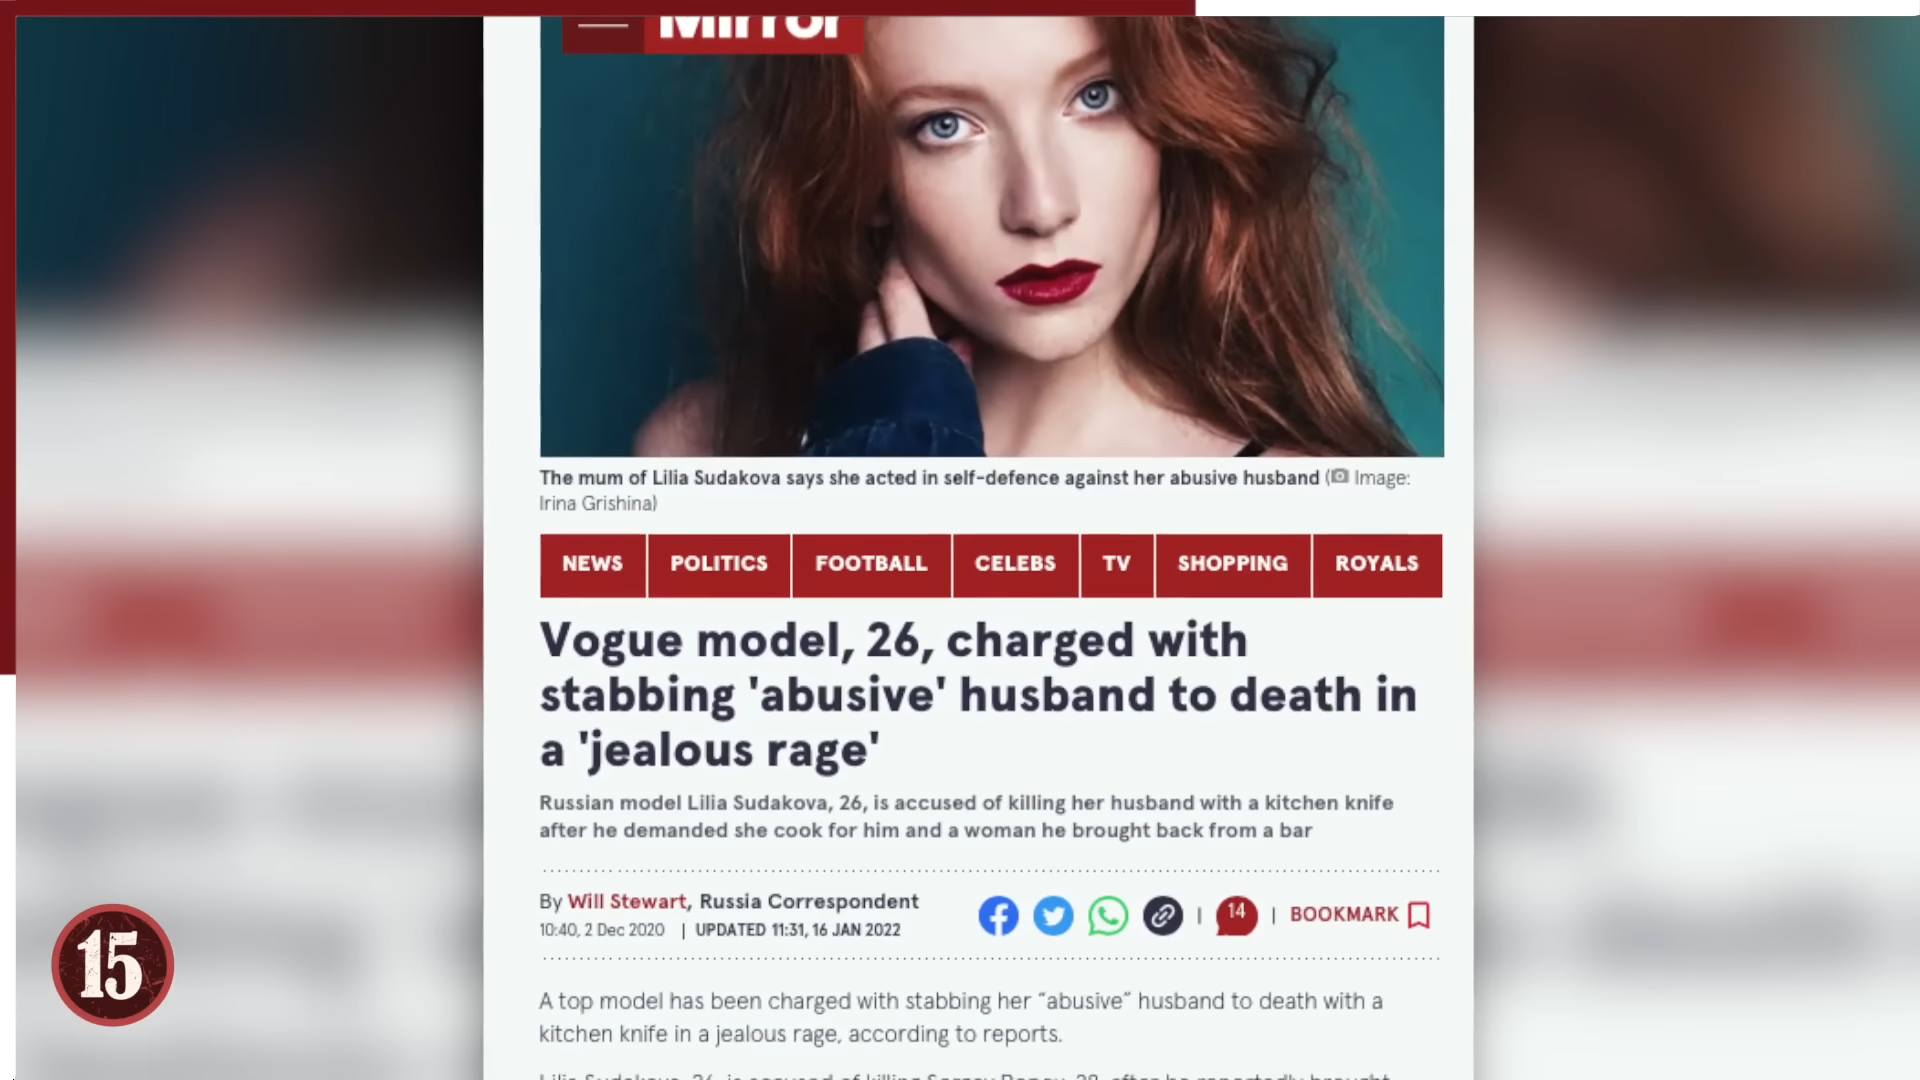 Mirror
The mum of Lilia Sudakova says she acted in self-defence against her abusive husband ( Image:
Irina Grishina)
NEWS POLITICS FOOTBALL CELEBS TV SHOPPING ROYALS
Vogue model, 26, charged with
stabbing 'abusive' husband to death in
a 'jealous rage'
Russian model Lilia Sudakova, 26, is accused of killing her husband with a kitchen knife
after he demanded she cook for him and a woman he brought back from a bar
By Will Stewart, Russia Correspondent
10:40, 2 Dec 2020 | UPDATED 11:31, 16 JAN 2022
| 14 | BOOKMARK
15
A top model has been charged with stabbing her “abusive” husband to death with a
kitchen knife in a jealous rage, according to reports.